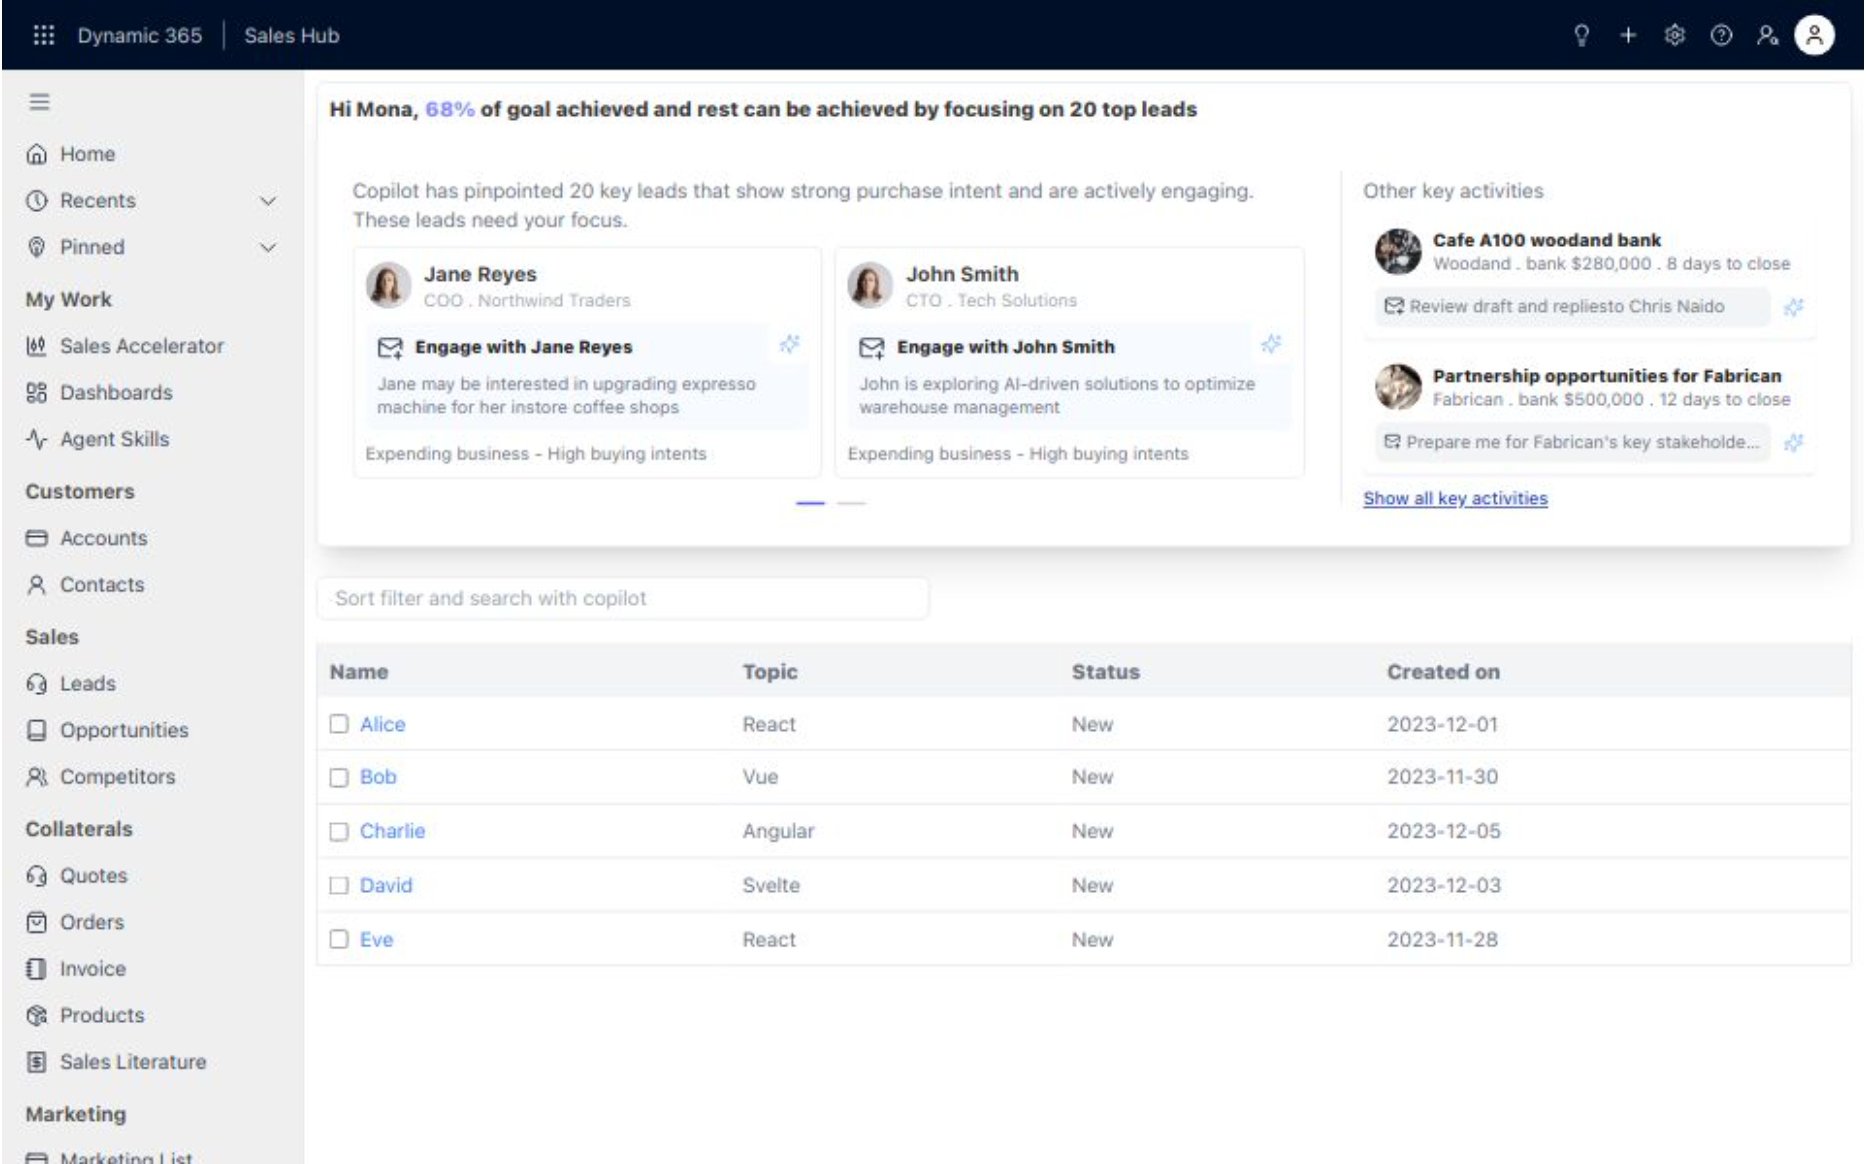 Dynamic 365 | Sales Hub
Home
Recents
Pinned
My Work
Sales Accelerator
Dashboards
Agent Skills
Customers
Accounts
Contacts
Sales
Leads
Opportunities
Competitors
Collaterals
Quotes
Orders
Invoice
Products
Sales Literature
Marketing
Marketing List
Hi Mona, 68% of goal achieved and rest can be achieved by focusing on 20 top leads
Copilot has pinpointed 20 key leads that show strong purchase intent and are actively engaging.
These leads need your focus.
Jane Reyes
COO . Northwind Traders
Engage with Jane Reyes
Jane may be interested in upgrading expresso
machine for her instore coffee shops
Expending business - High buying intents
John Smith
CTO . Tech Solutions
Engage with John Smith
John is exploring AI-driven solutions to optimize
warehouse management
Expending business - High buying intents
Other key activities
Cafe A100 woodand bank
Woodand . bank $280,000 . 8 days to close
Review draft and repliesto Chris Naido
Partnership opportunities for Fabrican
Fabrican . bank $500,000 . 12 days to close
Prepare me for Fabrican's key stakeholde...
Show all key activities
Sort filter and search with copilot
Name Topic Status Created on
Alice React New 2023-12-01
Bob Vue New 2023-11-30
Charlie Angular New 2023-12-05
David Svelte New 2023-12-03
Eve React New 2023-11-28